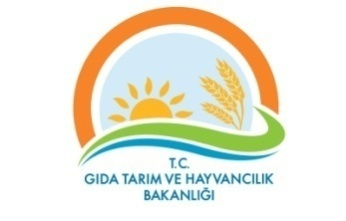 T.C.
GIDA TARIM VE HAYVANCILIK
BAKANLIĞI